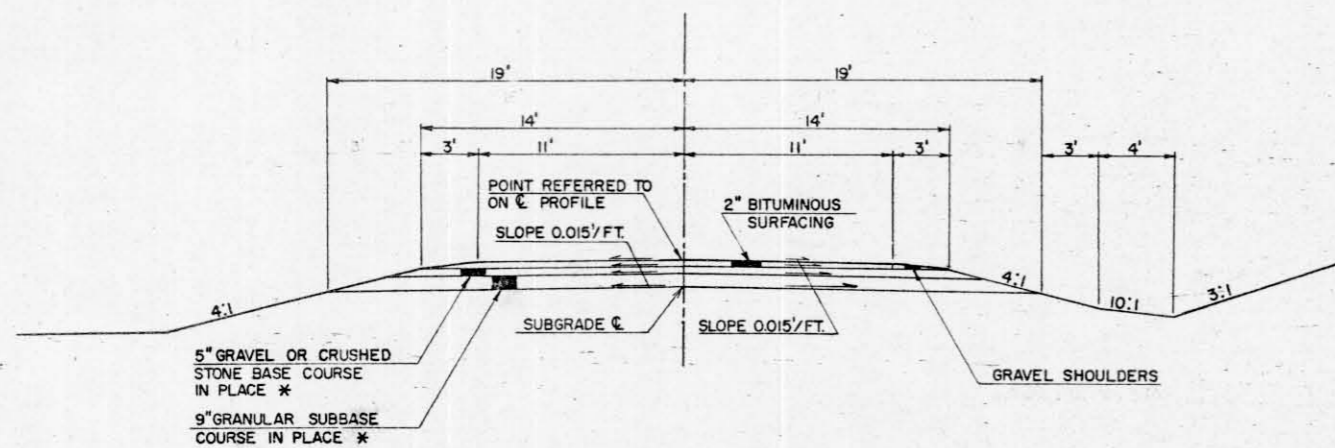 19' 19'
14' 14'
3' 11' 11' 3' 3' 4'
POINT REFERRED TO
ON ℄ PROFILE
2" BITUMINOUS
SURFACING
SLOPE 0.015'/FT.
4:1 4:1 10:1 3:1
SUBGRADE ℄
SLOPE 0.015'/FT.
5" GRAVEL OR CRUSHED
STONE BASE COURSE
IN PLACE *
GRAVEL SHOULDERS
9" GRANULAR SUBBASE
COURSE IN PLACE *